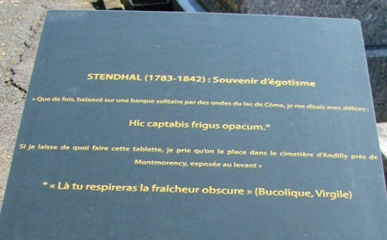 STENDHAL (1783-1842) : Souvenir d'égotisme
« Que de fois, balancé sur une barque solitaire par des ondes du lac de Côme, je me disais avec délices :
Hic captabis frigus opacum.*
Si je laisse de quoi faire cette tablette, je prie qu'on la place dans le cimetière d'Andilly près de
Montmorency, exposée au levant »
* « Là tu respireras la fraîcheur obscure » (Bucolique, Virgile)